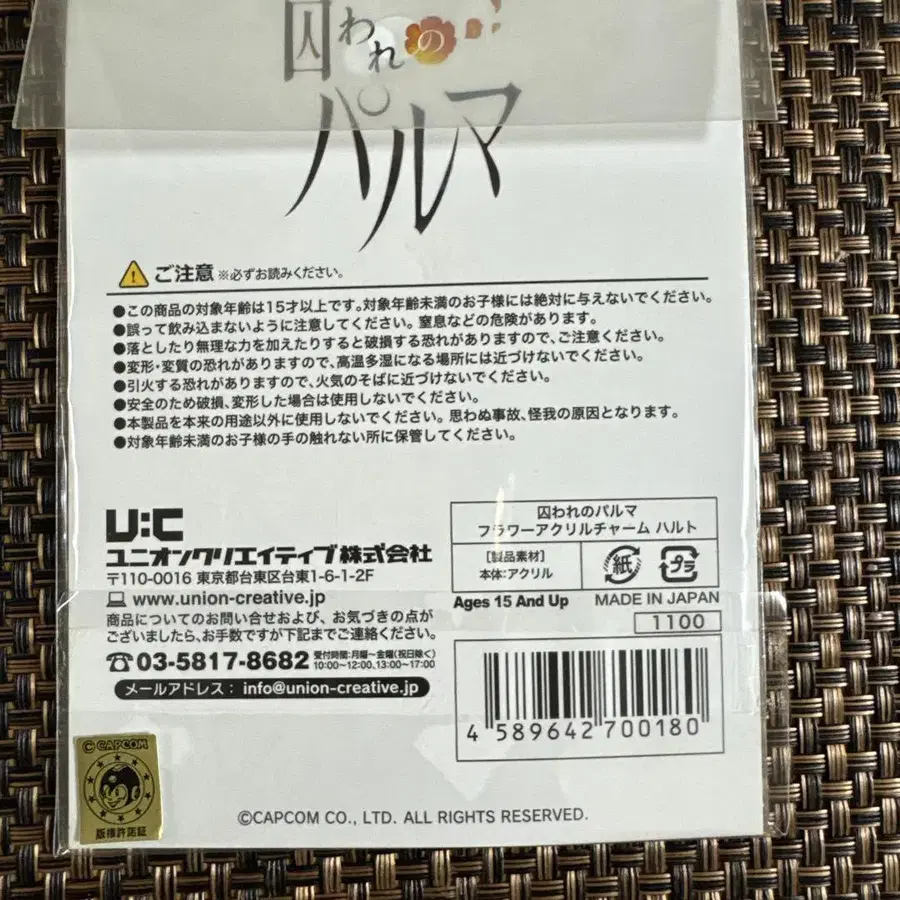 囚われの
パルマ
ご注意 ※必ずお読みください。
●この商品の対象年齢は15才以上です。対象年齢未満のお子様には絶対に与えないでください。
●誤って飲み込まないように注意してください。窒息などの危険があります。
●落としたり無理な力を加えたりすると破損する恐れがありますので、ご注意ください。
●変形・変質の恐れがありますので、高温多湿になる場所には近づけないでください。
●引火する恐れがありますので、火気のそばに近づけないでください。
●安全のため破損、変形した場合は使用しないでください。
●本製品を本来の用途以外に使用しないでください。思わぬ事故、怪我の原因となります。
●対象年齢未満のお子様の手の触れない所に保管してください。
U:C
ユニオンクリエイティブ株式会社
〒110-0016 東京都台東区台東1-6-1-2F
www.union-creative.jp
商品についてのお問い合せおよび、お気づきの点が
ございましたら、お手数ですが下記までご連絡ください。
☎03-5817-8682 受付時間:月曜〜金曜(祝日除く)
10:00〜12:00、13:00〜17:00
メールアドレス： info@union-creative.jp
囚われのパルマ
フラワーアクリルチャーム ハルト
[製品素材]
本体:アクリル
紙
プラ
Ages 15 And Up MADE IN JAPAN
1100
4 589642 700180
©CAPCOM
版権許諾証
©CAPCOM CO., LTD. ALL RIGHTS RESERVED.